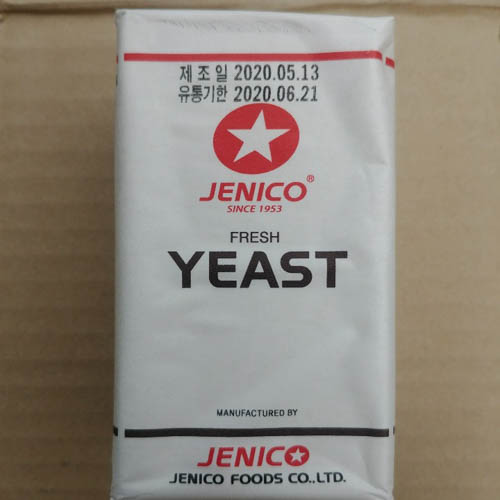 제조일 2020.05.13
유통기한 2020.06.21
JENICO®
SINCE 1953
FRESH
YEAST
MANUFACTURED BY
JENICO
JENICO FOODS CO.,LTD.